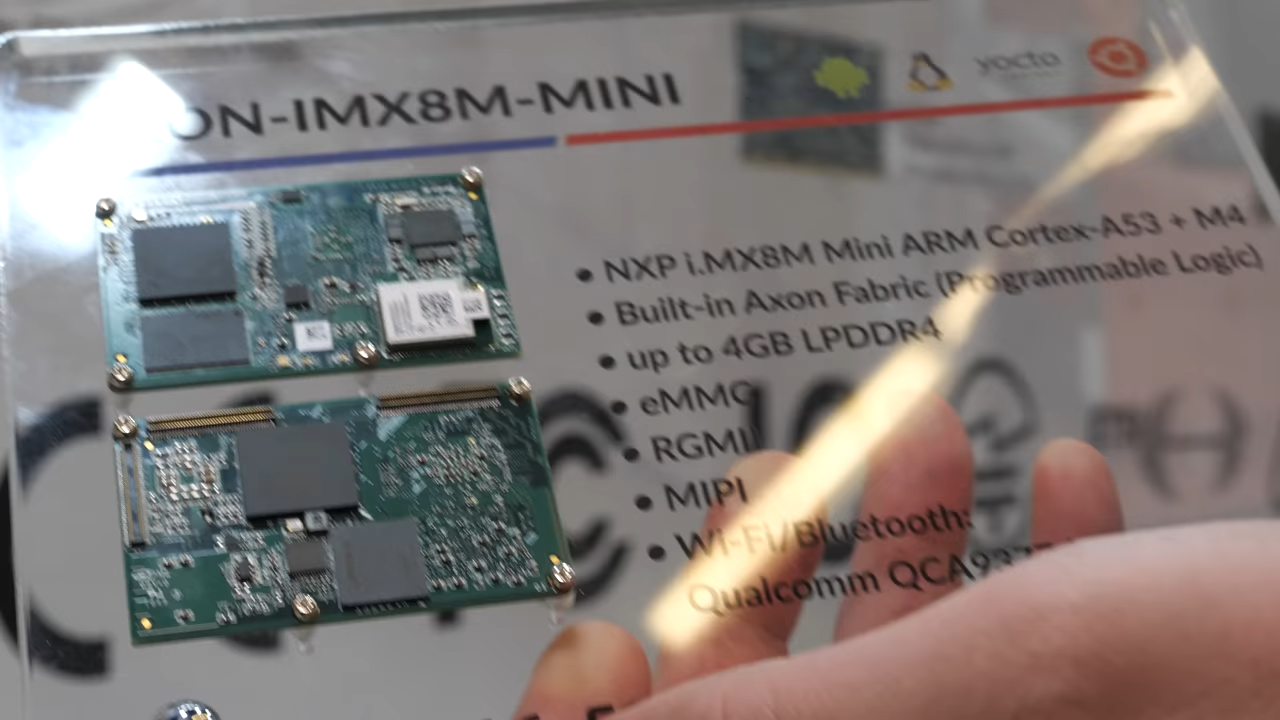 ON-IMX8M-MINI
yocto
• NXP i.MX8M Mini ARM Cortex-A53 + M4
• Built-in Axon Fabric (Programmable Logic)
• up to 4GB LPDDR4
• eMMC
• RGMII
• MIPI
• Wi-Fi/Bluetooth:
Qualcomm QCA937